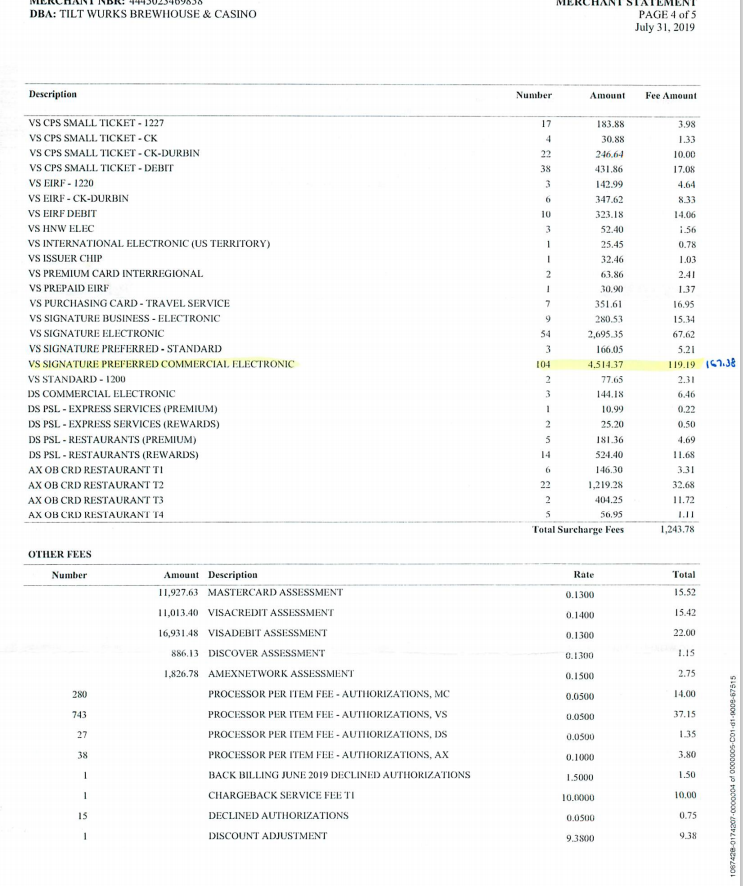 MERCHANT NBR: 4445023469838
MERCHANT STATEMENT
DBA: TILT WURKS BREWHOUSE & CASINO
PAGE 4 of 5
July 31, 2019
Description Number Amount Fee Amount
VS CPS SMALL TICKET - 1227 17 183.88 3.98
VS CPS SMALL TICKET - CK 4 30.88 1.33
VS CPS SMALL TICKET - CK-DURBIN 22 246.64 10.00
VS CPS SMALL TICKET - DEBIT 38 431.86 17.08
VS EIRF - 1220 3 142.99 4.64
VS EIRF - CK-DURBIN 6 347.62 8.33
VS EIRF DEBIT 10 323.18 14.06
VS HNW ELEC 3 52.40 1.56
VS INTERNATIONAL ELECTRONIC (US TERRITORY) 1 25.45 0.78
VS ISSUER CHIP 1 32.46 1.03
VS PREMIUM CARD INTERREGIONAL 2 63.86 2.41
VS PREPAID EIRF 1 30.90 1.37
VS PURCHASING CARD - TRAVEL SERVICE 7 351.61 16.95
VS SIGNATURE BUSINESS - ELECTRONIC 9 280.53 15.34
VS SIGNATURE ELECTRONIC 54 2,695.35 67.62
VS SIGNATURE PREFERRED - STANDARD 3 166.05 5.21
VS SIGNATURE PREFERRED COMMERCIAL ELECTRONIC 104 4,514.37 119.19 167.38
VS STANDARD - 1200 2 77.65 2.31
DS COMMERCIAL ELECTRONIC 3 144.18 6.46
DS PSL - EXPRESS SERVICES (PREMIUM) 1 10.99 0.22
DS PSL - EXPRESS SERVICES (REWARDS) 2 25.20 0.50
DS PSL - RESTAURANTS (PREMIUM) 5 181.36 4.69
DS PSL - RESTAURANTS (REWARDS) 14 524.40 11.68
AX OB CRD RESTAURANT T1 6 146.30 3.31
AX OB CRD RESTAURANT T2 22 1,219.28 32.68
AX OB CRD RESTAURANT T3 2 404.25 11.72
AX OB CRD RESTAURANT T4 5 56.95 1.11
Total Surcharge Fees 1,243.78
OTHER FEES
Number Amount Description Rate Total
11,927.63 MASTERCARD ASSESSMENT 0.1300 15.52
11,013.40 VISACREDIT ASSESSMENT 0.1400 15.42
16,931.48 VISADEBIT ASSESSMENT 0.1300 22.00
886.13 DISCOVER ASSESSMENT 0.1300 1.15
1,826.78 AMEXNETWORK ASSESSMENT 0.1500 2.75
280 PROCESSOR PER ITEM FEE - AUTHORIZATIONS, MC 0.0500 14.00
743 PROCESSOR PER ITEM FEE - AUTHORIZATIONS, VS 0.0500 37.15
27 PROCESSOR PER ITEM FEE - AUTHORIZATIONS, DS 0.0500 1.35
38 PROCESSOR PER ITEM FEE - AUTHORIZATIONS, AX 0.1000 3.80
1 BACK BILLING JUNE 2019 DECLINED AUTHORIZATIONS 1.5000 1.50
1 CHARGEBACK SERVICE FEE T1 10.0000 10.00
15 DECLINED AUTHORIZATIONS 0.0500 0.75
1 DISCOUNT ADJUSTMENT 9.3800 9.38